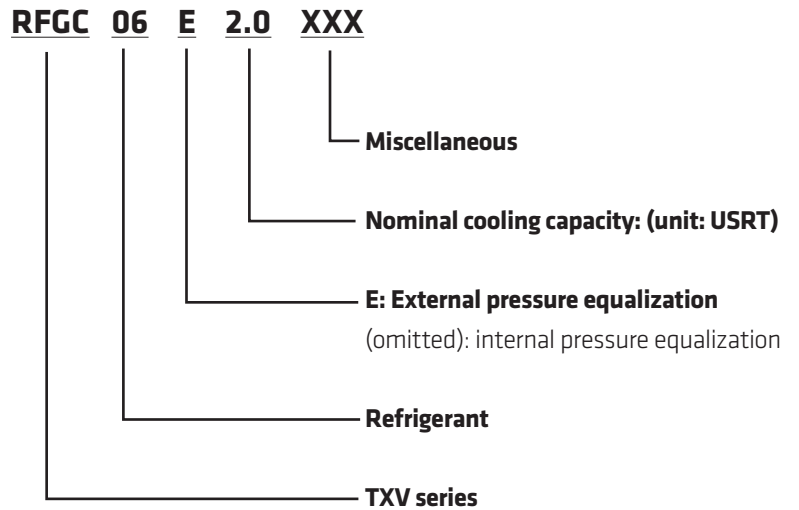 RFGC 06 E 2.0 XXX
Miscellaneous
Nominal cooling capacity: (unit: USRT)
E: External pressure equalization
(omitted): internal pressure equalization
Refrigerant
TXV series